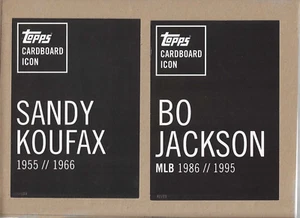 Topps
CARDBOARD
ICON
SANDY
KOUFAX
1955 // 1966
Topps
CARDBOARD
ICON
BO
JACKSON
MLB 1986 // 1995